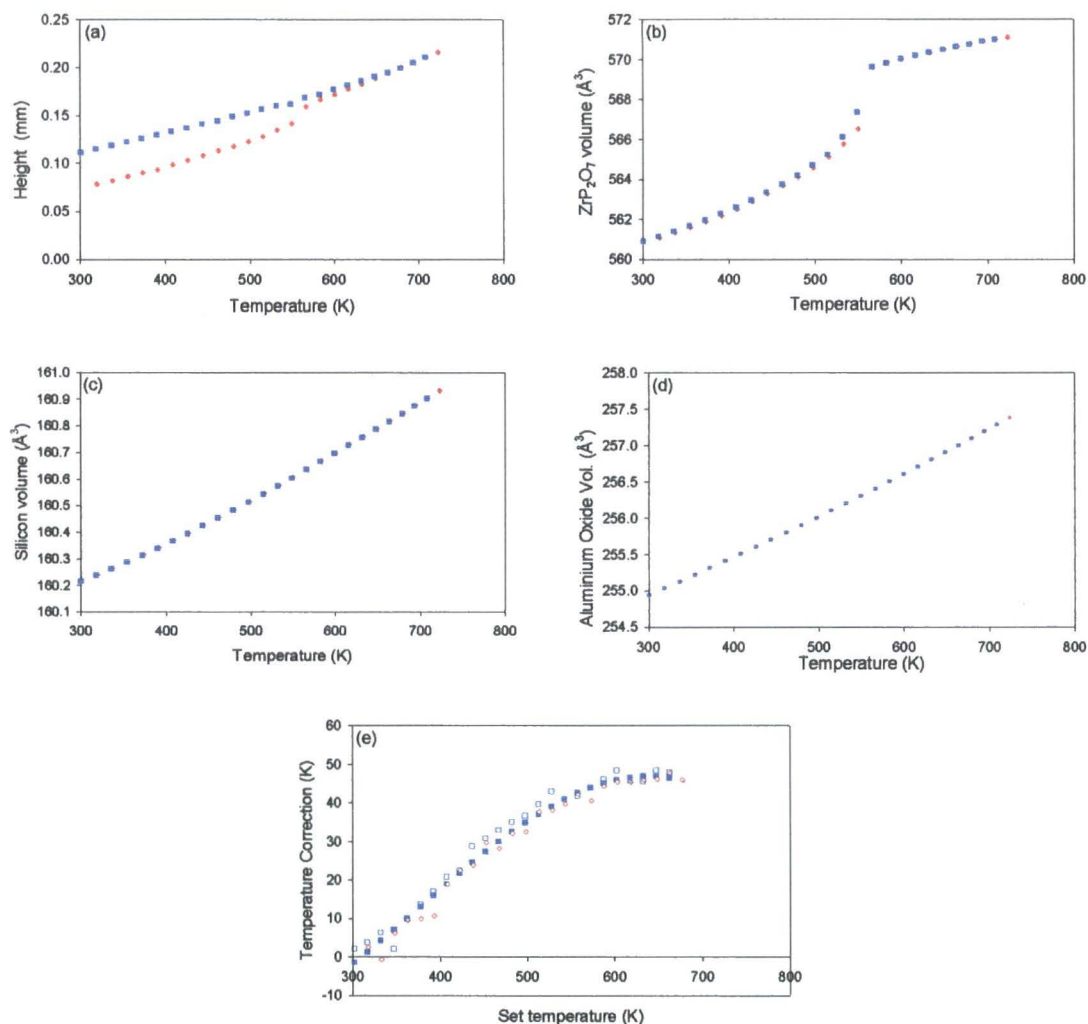 (a)
0.25
0.20
0.15
0.10
0.05
0.00
Height (mm)
300 400 500 600 700 800
Temperature (K)
(b)
572
570
568
566
564
562
560
ZrP₂O₇ volume (Å³)
300 400 500 600 700 800
Temperature (K)
(c)
161.0
160.9
160.8
160.7
160.6
160.5
160.4
160.3
160.2
160.1
Silicon volume (Å³)
300 400 500 600 700 800
Temperature (K)
(d)
258.0
257.5
257.0
256.5
256.0
255.5
255.0
254.5
Aluminium Oxide Vol. (Å³)
300 400 500 600 700 800
Temperature (K)
(e)
60
50
40
30
20
10
0
-10
Temperature Correction (K)
300 400 500 600 700 800
Set temperature (K)